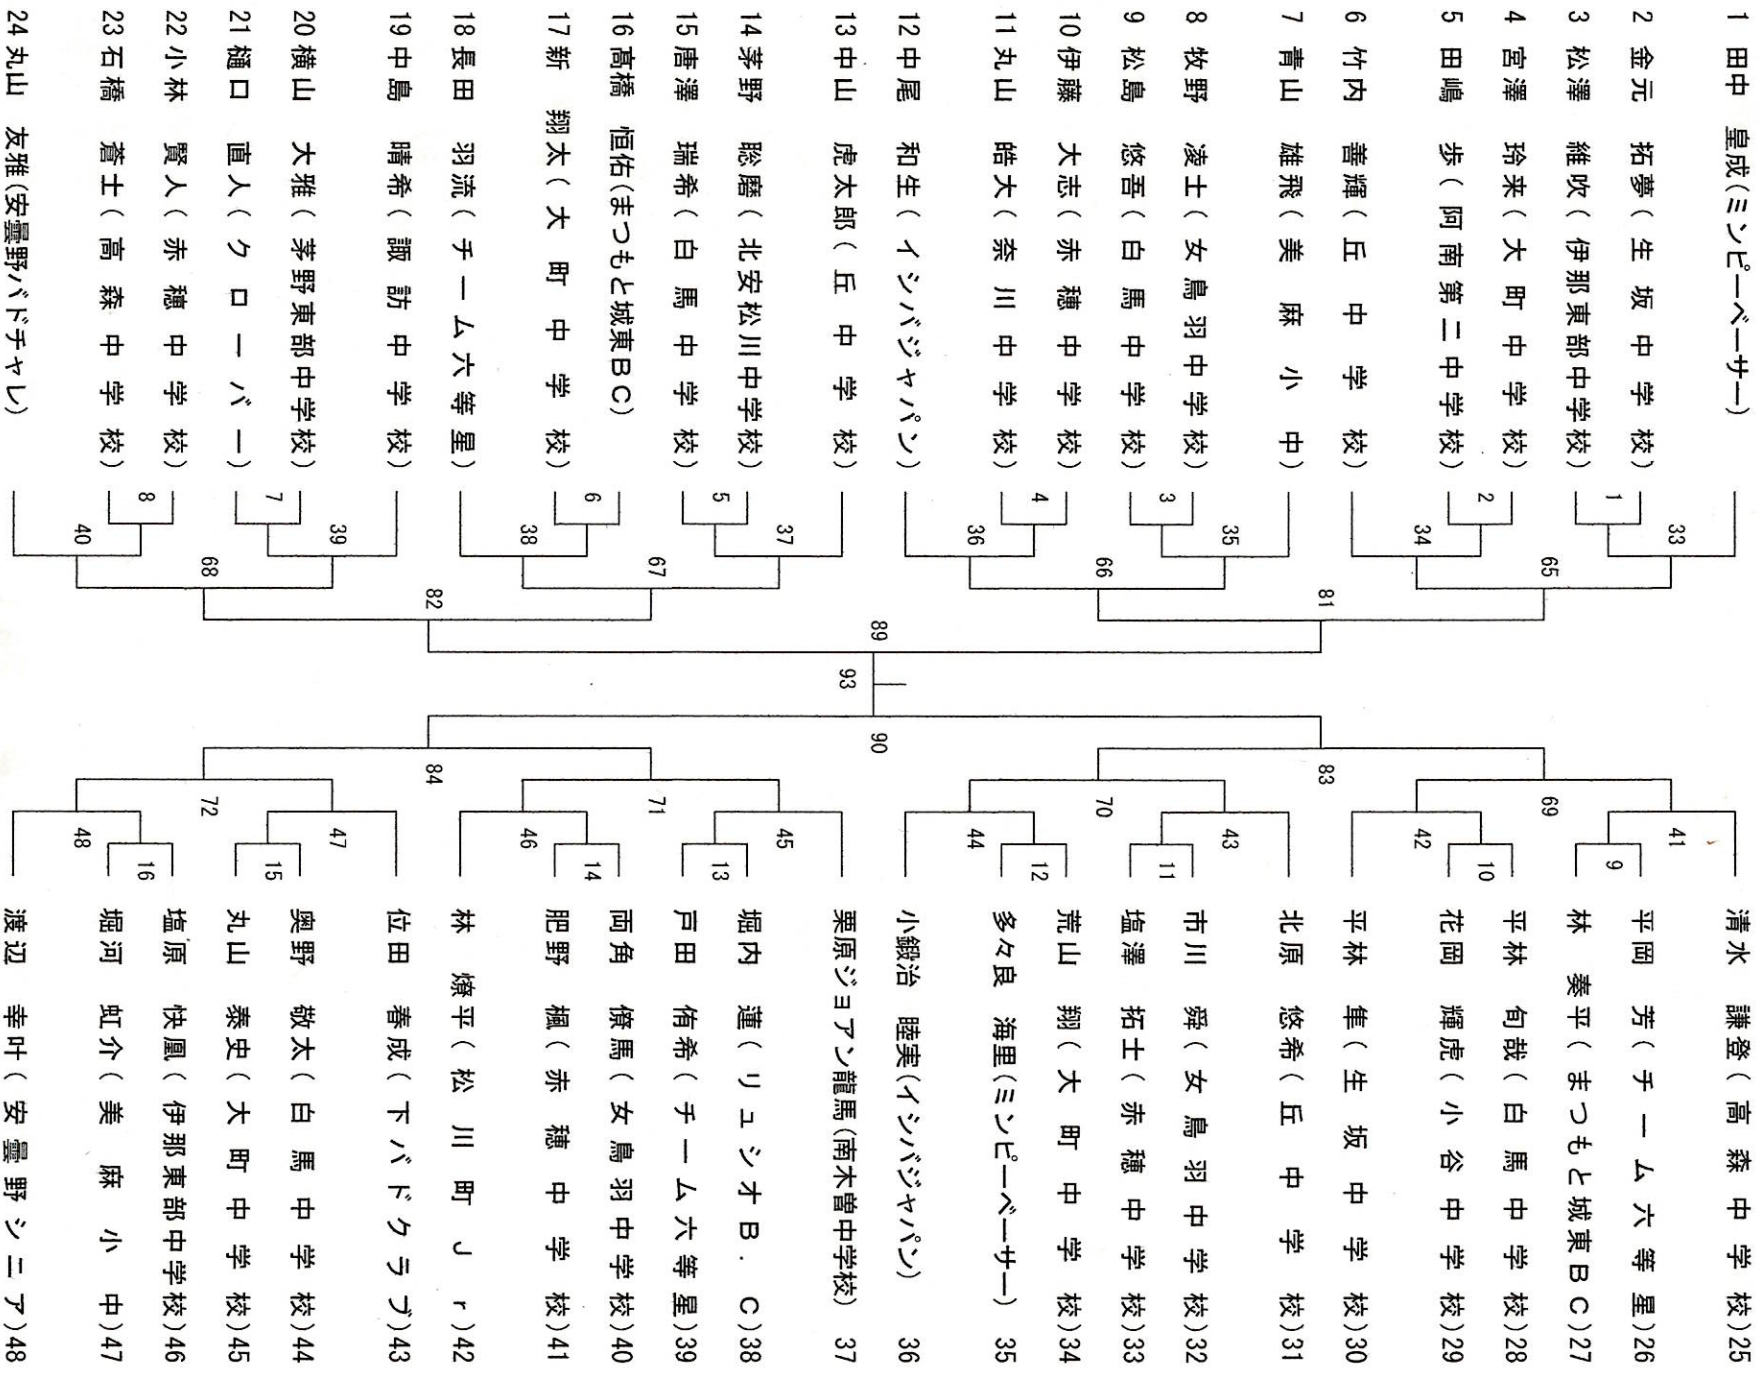 1 田中 皇成(ミンピーベーサー)
2 金元 拓夢(生坂中学校)
3 松澤 維吹(伊那東部中学校)
4 宮澤 玲来(大町中学校)
5 田嶋 歩(阿南第二中学校)
6 竹内 善輝(丘中学校)
7 青山 雄飛(美麻小中)
8 牧野 凌士(女鳥羽中学校)
9 松島 悠吾(白馬中学校)
10 伊藤 大志(赤穂中学校)
11 丸山 皓大(奈川中学校)
12 中尾 和生(イシバジャパン)
13 中山 虎太郎(丘中学校)
14 茅野 聡磨(北安松川中学校)
15 唐澤 瑞希(白馬中学校)
16 髙橋 恒佑(まつもと城東BC)
17 新 翔太(大町中学校)
18 長田 羽流(チーム六等星)
19 中島 晴希(諏訪中学校)
20 横山 大雅(茅野東部中学校)
21 樋口 直人(クローバー)
22 小林 賢人(赤穂中学校)
23 石橋 蒼士(高森中学校)
24 丸山 友雅(安曇野バドチャレ)
1 2 3 4 5 6 7 8
33 34 35 36 37 38 39 40
65 66 67 68
81 82
89
93
90
83 84
69 70 71 72
41 42 43 44 45 46 47 48
9 10 11 12 13 14 15 16
清水 謙登(高森中学校)25
平岡 芳(チーム六等星)26
林 奏平(まつもと城東BC)27
平林 旬哉(白馬中学校)28
花岡 輝虎(小谷中学校)29
平林 隼(生坂中学校)30
北原 悠希(丘中学校)31
市川 舜(女鳥羽中学校)32
塩澤 拓士(赤穂中学校)33
荒山 翔(大町中学校)34
多々良 海里(ミンピーベーサー) 35
小鍛治 睦実(イシバジャパン) 36
栗原ジョアン龍馬(南木曽中学校) 37
堀内 蓮(リュシオB.C)38
戸田 侑希(チーム六等星)39
両角 僚馬(女鳥羽中学校)40
肥野 楓(赤穂中学校)41
林 燎平(松川町Jr)42
位田 春成(下バドクラブ)43
奥野 敬太(白馬中学校)44
丸山 泰史(大町中学校)45
塩原 快凰(伊那東部中学校)46
堀河 虹介(美麻小中)47
渡辺 幸叶(安曇野シニア)48